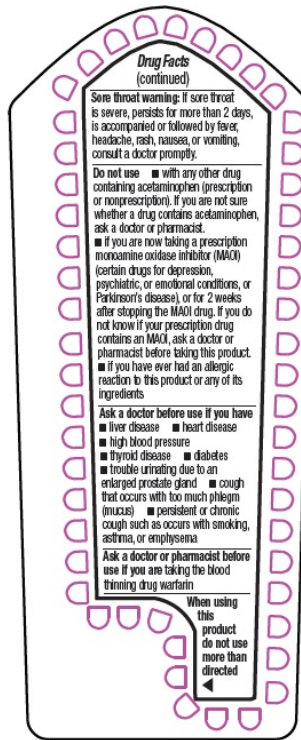 Drug Facts
(continued)
Sore throat warning: If sore throat
is severe, persists for more than 2 days,
is accompanied or followed by fever,
headache, rash, nausea, or vomiting,
consult a doctor promptly.
Do not use ■ with any other drug
containing acetaminophen (prescription
or nonprescription). If you are not sure
whether a drug contains acetaminophen,
ask a doctor or pharmacist.
■ if you are now taking a prescription
monoamine oxidase inhibitor (MAOI)
(certain drugs for depression,
psychiatric, or emotional conditions, or
Parkinson's disease), or for 2 weeks
after stopping the MAOI drug. If you do
not know if your prescription drug
contains an MAOI, ask a doctor or
pharmacist before taking this product.
■ if you have ever had an allergic
reaction to this product or any of its
ingredients
Ask a doctor before use if you have
■ liver disease ■ heart disease
■ high blood pressure
■ thyroid disease ■ diabetes
■ trouble urinating due to an
enlarged prostate gland ■ cough
that occurs with too much phlegm
(mucus) ■ persistent or chronic
cough such as occurs with smoking,
asthma, or emphysema
Ask a doctor or pharmacist before
use if you are taking the blood
thinning drug warfarin
When using
this
product
do not use
more than
directed